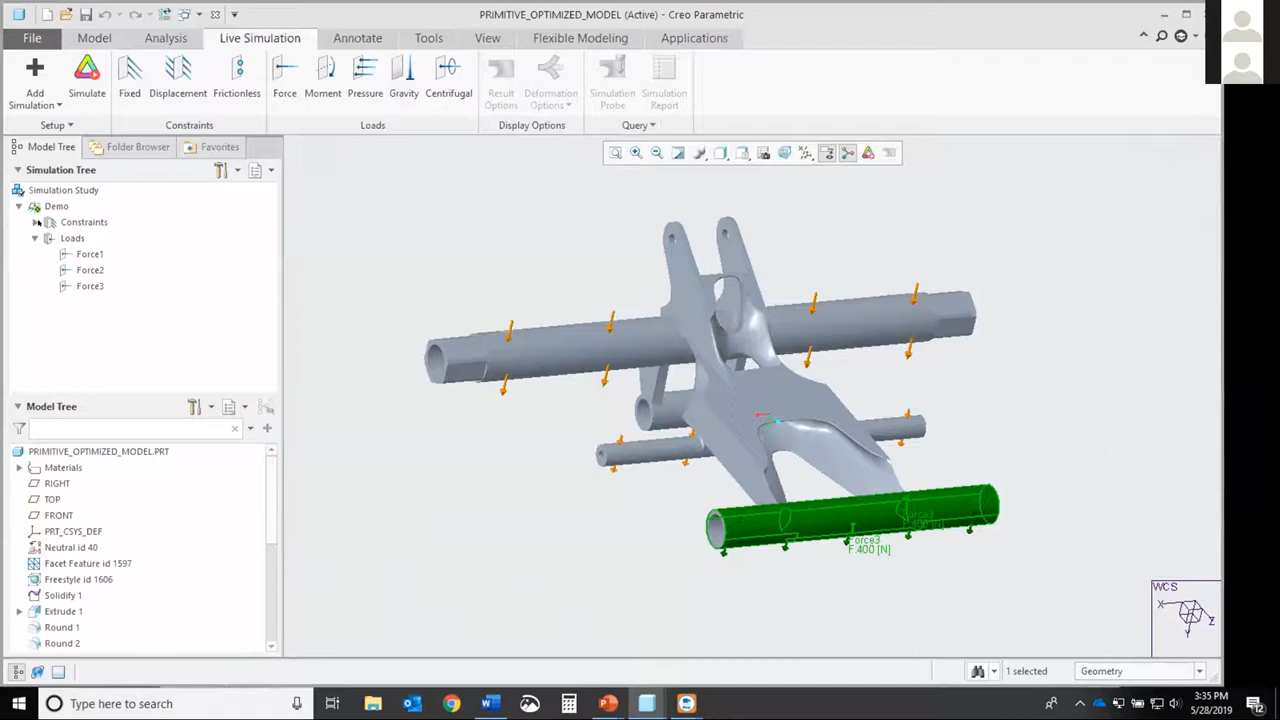 PRIMITIVE_OPTIMIZED_MODEL (Active) - Creo Parametric
File Model Analysis Live Simulation Annotate Tools View Flexible Modeling Applications
Add Simulation
Simulate
Fixed
Displacement
Frictionless
Force
Moment
Pressure
Gravity
Centrifugal
Result Options
Deformation Options
Simulation Probe
Simulation Report
Setup
Constraints
Loads
Display Options
Query
Model Tree
Folder Browser
Favorites
Simulation Tree
Simulation Study
Demo
Constraints
Loads
Force1
Force2
Force3
Model Tree
PRIMITIVE_OPTIMIZED_MODEL.PRT
Materials
RIGHT
TOP
FRONT
PRT_CSYS_DEF
Neutral id 40
Facet Feature id 1597
Freestyle id 1606
Solidify 1
Extrude 1
Round 1
Round 2
Force3
F:400 [N]
Force3
F:400 [N]
WCS
X
Z
Y
1 selected
Geometry
Type here to search
3:35 PM
5/28/2019
12